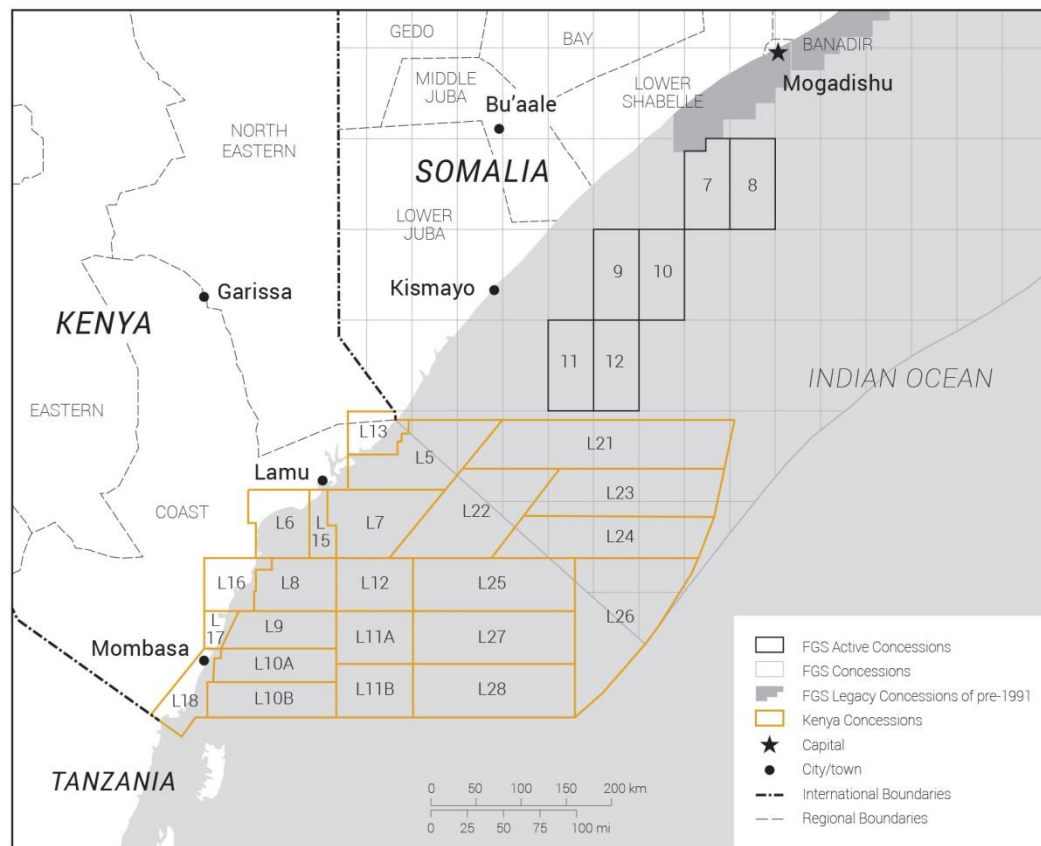 GEDO
BAY
BANADIR
MIDDLE
JUBA
Mogadishu
LOWER
SHABELLE
Bu'aale
NORTH
EASTERN
SOMALIA
7
8
LOWER
JUBA
9
10
Kismayo
Garissa
KENYA
11
12
INDIAN OCEAN
EASTERN
L13
L5
L21
Lamu
L23
COAST
L6
L
15
L7
L22
L24
L16
L8
L12
L25
L26
L
17
L9
L11A
L27
Mombasa
L10A
L18
L10B
L11B
L28
TANZANIA
0 50 100 150 200 km
0 25 50 75 100 mi
FGS Active Concessions
FGS Concessions
FGS Legacy Concessions of pre-1991
Kenya Concessions
Capital
City/town
International Boundaries
Regional Boundaries